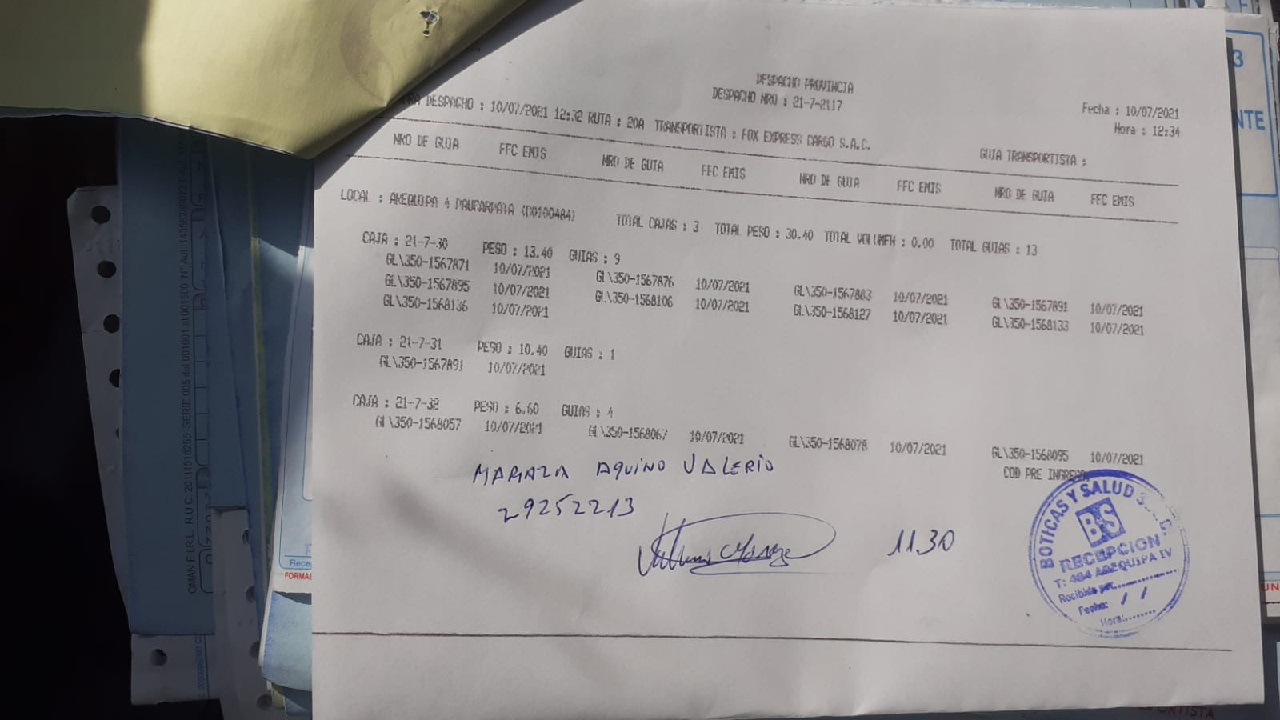 DESPACHO PROVINCIA
DESPACHO NRO : 21-7-2117
Fecha : 10/07/2021
Hora : 12:34
DESPACHO : 10/07/2021 12:32 RUTA : 20A TRANSPORTISTA : FOX EXPRESS CARGO S.A.C.
GUIA TRANSPORTISTA :
NRO DE GUIA FFC EMIS NRO DE GUIA FFC EMIS NRO DE GUIA FFC EMIS NRO DE GUIA FFC EMIS
LOCAL : AREQUIPA 4 PAUCARPATA (D0100484) TOTAL CAJAS : 3 TOTAL PESO : 30.40 TOTAL VOLUMEN : 0.00 TOTAL GUIAS : 13
CAJA : 21-7-30 PESO : 13.40 GUIAS : 9
GL\350-1567871 10/07/2021 GL\350-1567876 10/07/2021 GL\350-1567883 10/07/2021 GL\350-1567891 10/07/2021
GL\350-1567895 10/07/2021 GL\350-1568106 10/07/2021 GL\350-1568127 10/07/2021 GL\350-1568133 10/07/2021
GL\350-1568136 10/07/2021
CAJA : 21-7-31 PESO : 10.40 GUIAS : 1
GL\350-1567891 10/07/2021
CAJA : 21-7-32 PESO : 6.60 GUIAS : 4
GL\350-1568057 10/07/2021 GL\350-1568067 10/07/2021 GL\350-1568078 10/07/2021 GL\350-1568095 10/07/2021
COD PRE
AQUINO VALERIO
29252213
1130
BOTICAS Y SALUD
BS
RECEPCION
T: 484 AREQUIPA IV
Recibido por:
Fecha: / /
Hora: